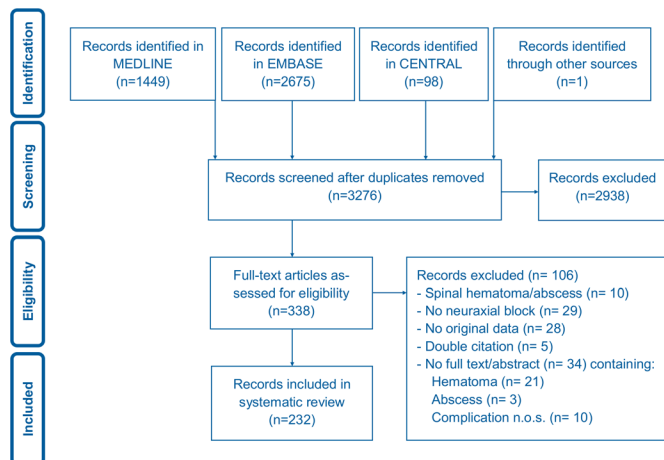 Identification
Records identified in
MEDLINE
(n=1449)
Records identified
in EMBASE
(n=2675)
Records identified
in CENTRAL
(n=98)
Records identified
through other sources
(n=1)
Screening
Records screened after duplicates removed
(n=3276)
Records excluded
(n=2938)
Eligibility
Full-text articles as-
sessed for eligibility
(n=338)
Records excluded (n= 106)
- Spinal hematoma/abscess (n= 10)
- No neuraxial block (n= 29)
- No original data (n= 28)
- Double citation (n= 5)
- No full text/abstract (n= 34) containing:
Hematoma (n= 21)
Abscess (n= 3)
Complication n.o.s. (n= 10)
Included
Records included in
systematic review
(n=232)